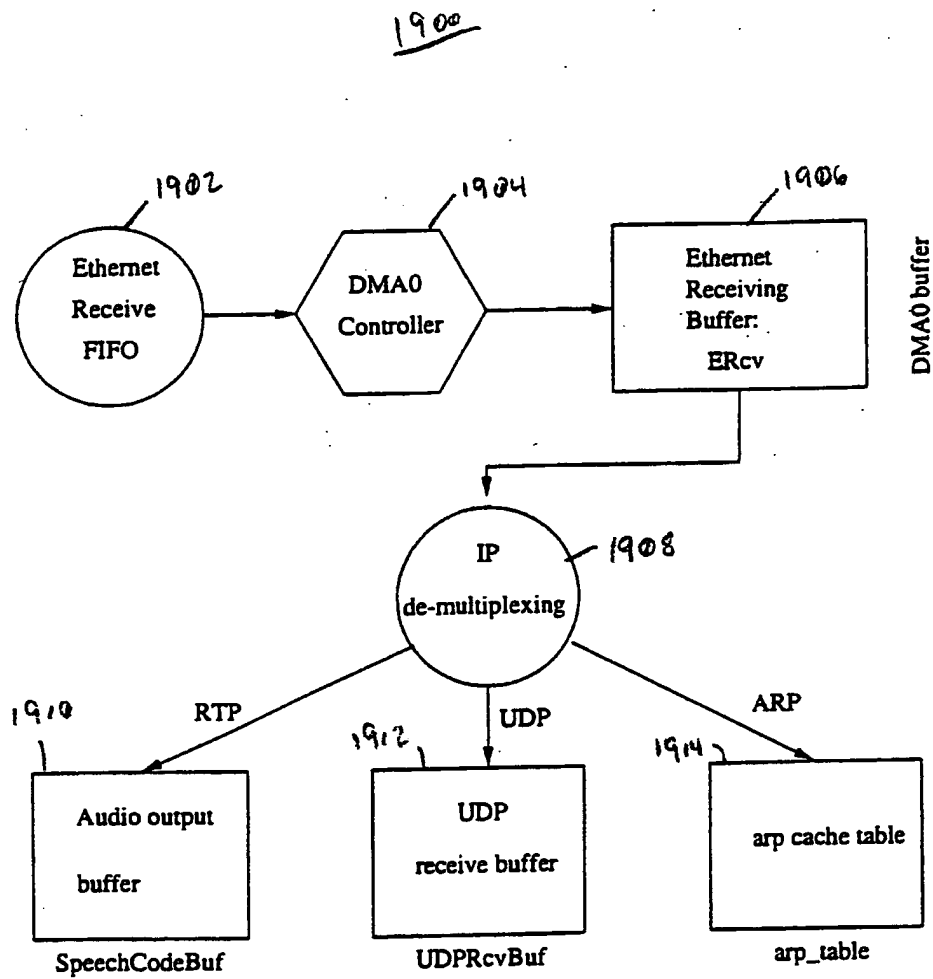 1900
1902
1904
1906
Ethernet
Receive
FIFO
DMA0
Controller
Ethernet
Receiving
Buffer:
ERcv
DMA0 buffer
IP
de-multiplexing
1908
RTP
UDP
ARP
1910
1912
1914
Audio output
buffer
UDP
receive buffer
arp cache table
SpeechCodeBuf
UDPRcvBuf
arp_table